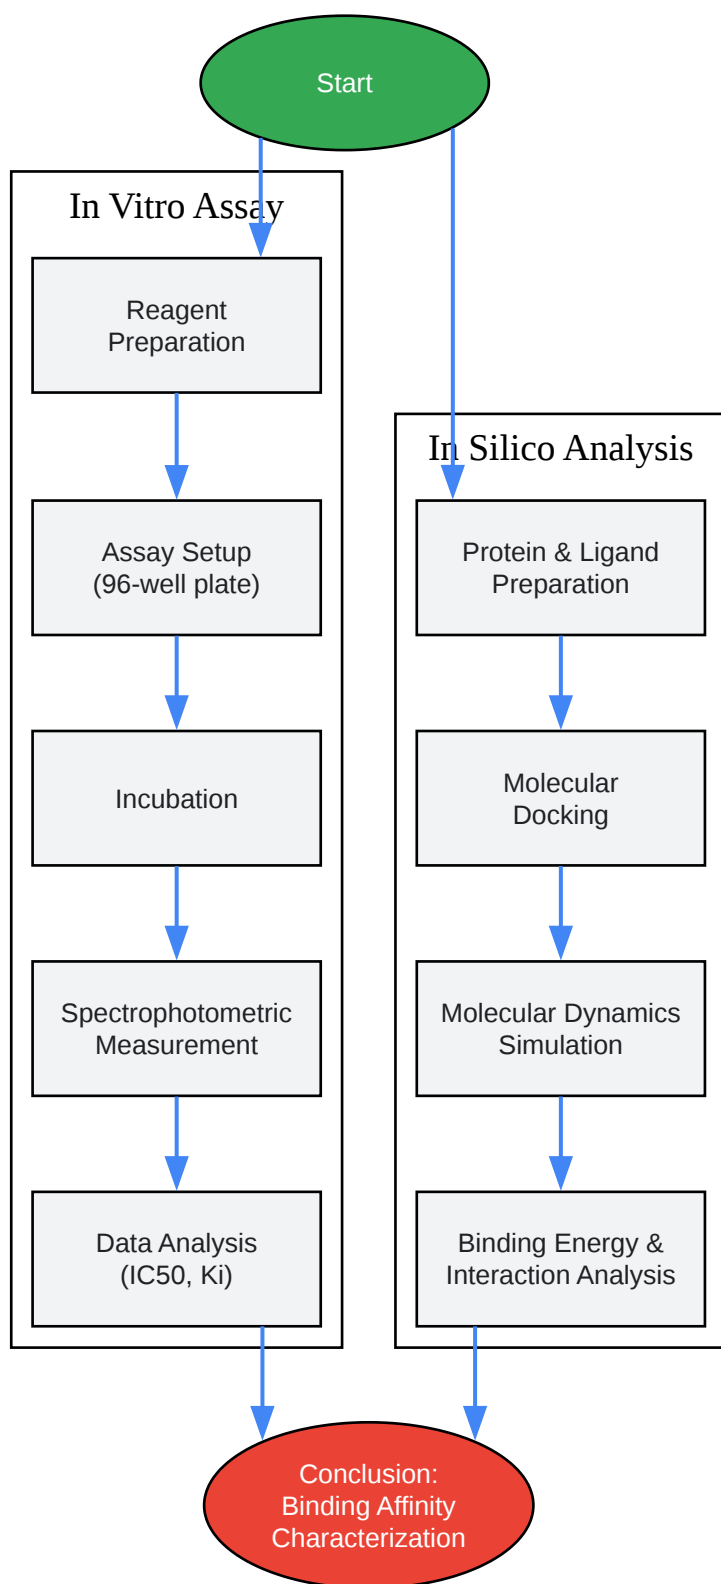 Start
In Vitro Assay
Reagent
Preparation
Assay Setup
(96-well plate)
Incubation
Spectrophotometric
Measurement
Data Analysis
(IC50, Ki)
In Silico Analysis
Protein & Ligand
Preparation
Molecular
Docking
Molecular Dynamics
Simulation
Binding Energy &
Interaction Analysis
Conclusion:
Binding Affinity
Characterization